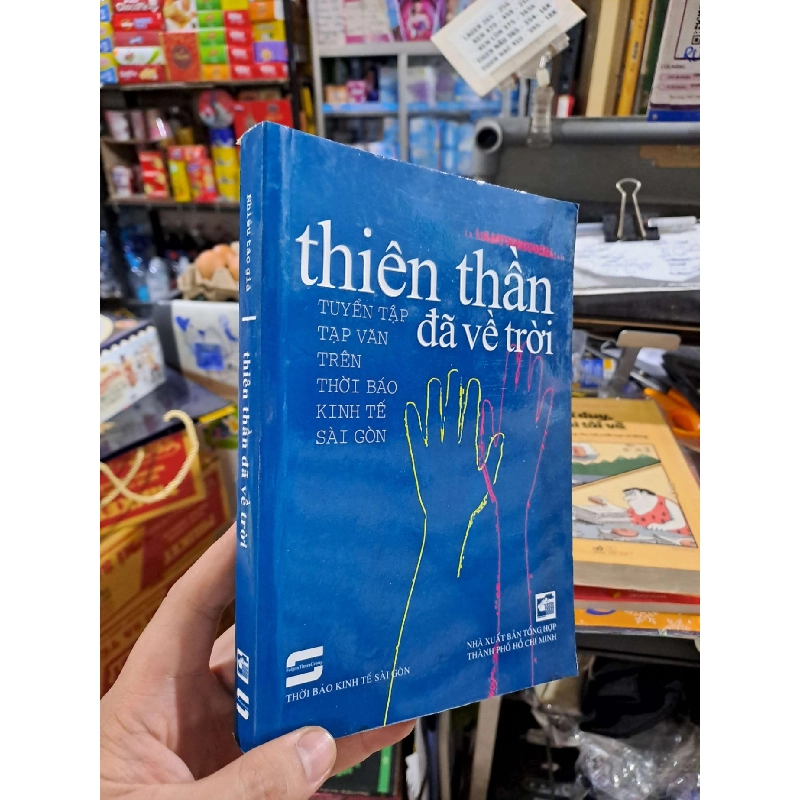 thiên thần
đã về trời
TUYỂN TẬP
TẠP VĂN
TRÊN
THỜI BÁO
KINH TẾ
SÀI GÒN
NHÀ XUẤT BẢN TỔNG HỢP
THÀNH PHỐ HỒ CHÍ MINH
THỜI BÁO KINH TẾ SÀI GÒN
Nhiều tác giả
thiên thần đã về trời